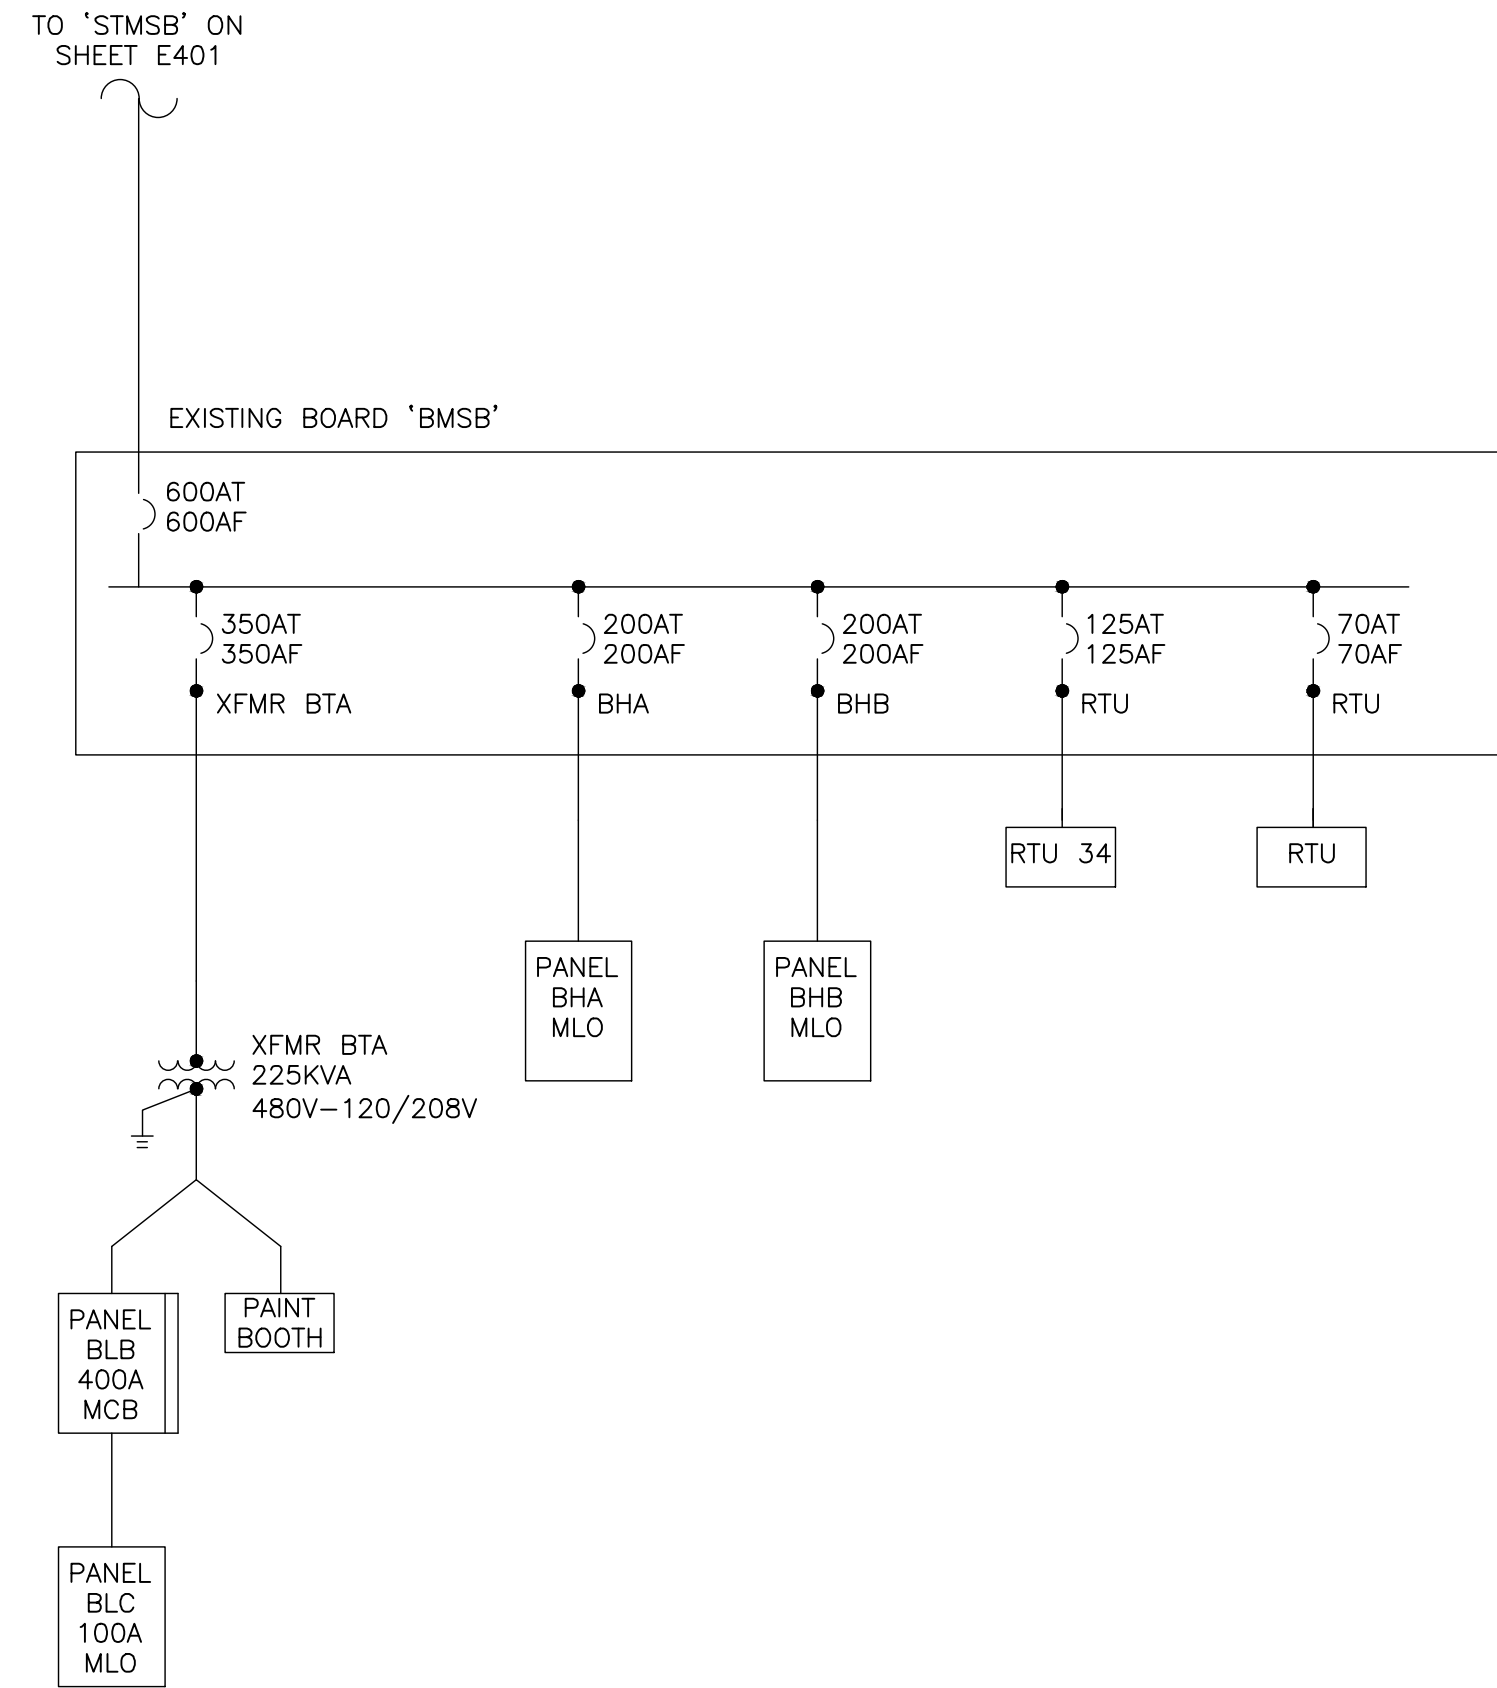 TO ‘STMSB’ ON
SHEET E401
EXISTING BOARD ‘BMSB’
600AT
600AF
350AT
350AF
XFMR BTA
200AT
200AF
BHA
200AT
200AF
BHB
125AT
125AF
RTU
70AT
70AF
RTU
RTU 34
RTU
PANEL
BHA
MLO
PANEL
BHB
MLO
XFMR BTA
225KVA
480V-120/208V
PANEL
BLB
400A
MCB
PAINT
BOOTH
PANEL
BLC
100A
MLO